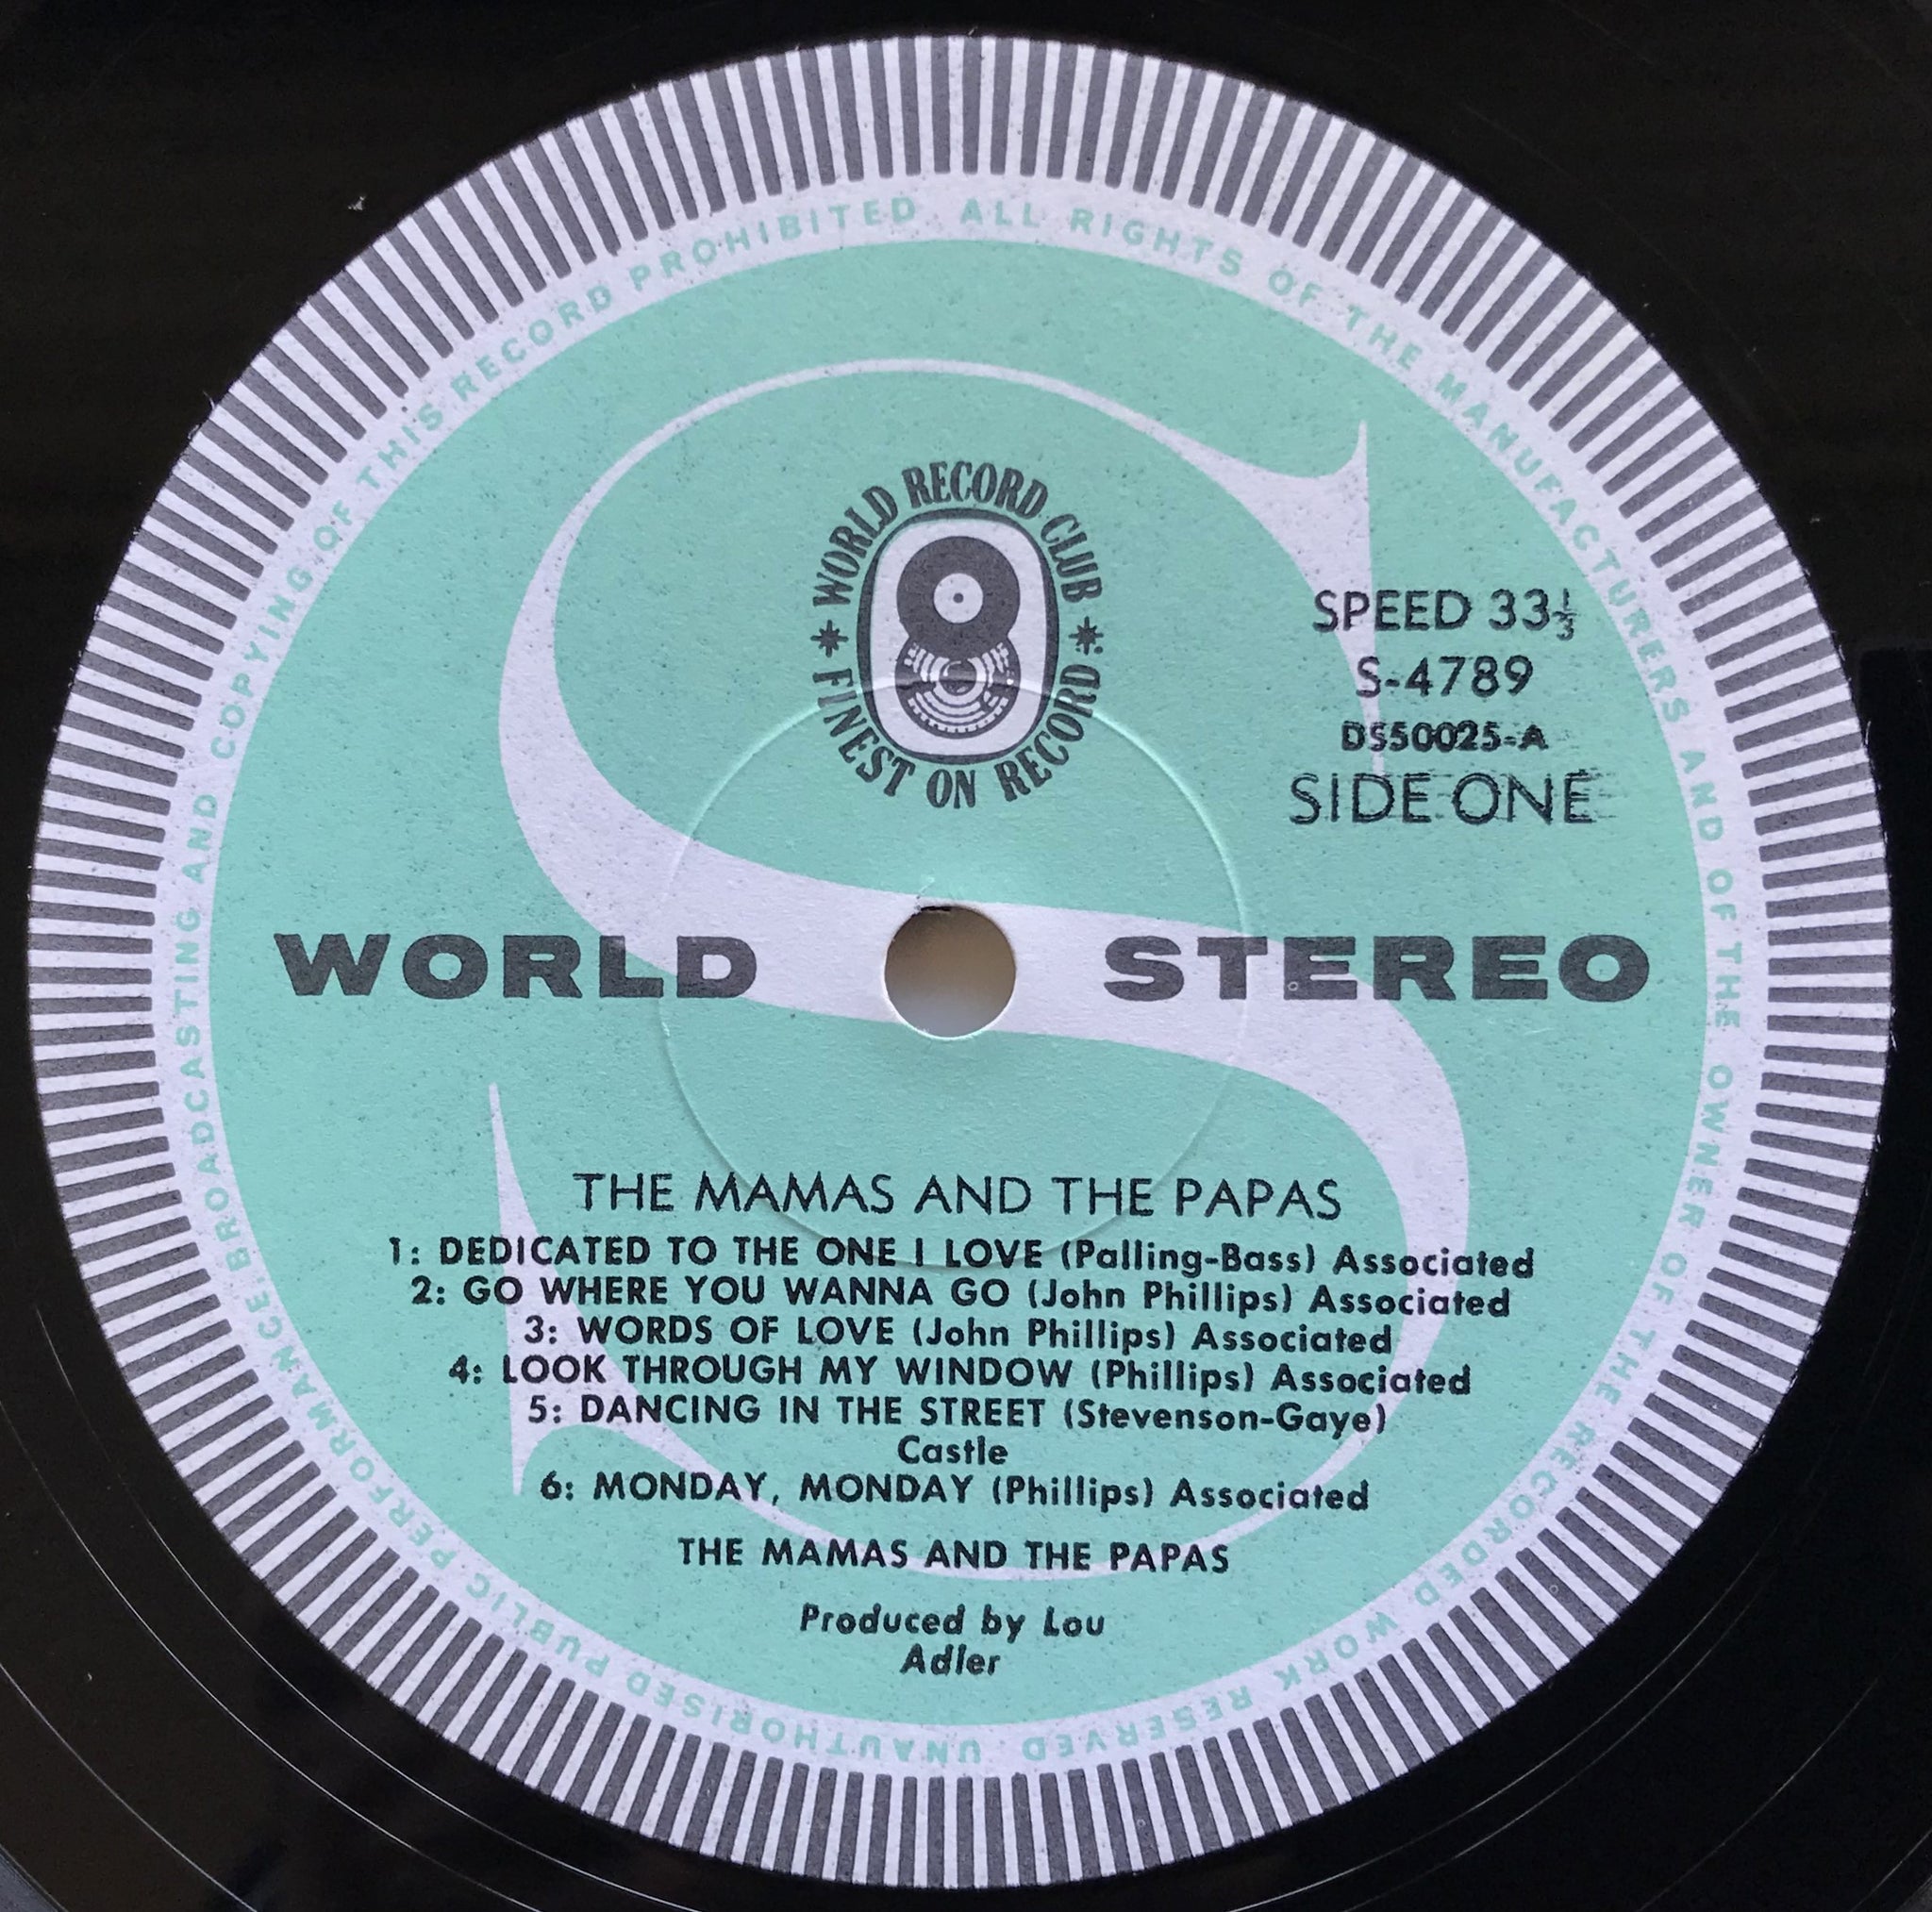 BROADCASTING AND COPYING OF THIS RECORD PROHIBITED. ALL RIGHTS OF THE MANUFACTURERS AND OF THE OWNER OF THE RECORDED WORK RESERVED. UNAUTHORISED PUBLIC PERFORMANCE.
WORLD RECORD CLUB
FINEST ON RECORD
SPEED 33⅓
S-4789
DS50025-A
SIDE ONE
WORLD STEREO
THE MAMAS AND THE PAPAS
1: DEDICATED TO THE ONE I LOVE (Palling-Bass) Associated
2: GO WHERE YOU WANNA GO (John Phillips) Associated
3: WORDS OF LOVE (John Phillips) Associated
4: LOOK THROUGH MY WINDOW (Phillips) Associated
5: DANCING IN THE STREET (Stevenson-Gaye)
Castle
6: MONDAY, MONDAY (Phillips) Associated
THE MAMAS AND THE PAPAS
Produced by Lou
Adler